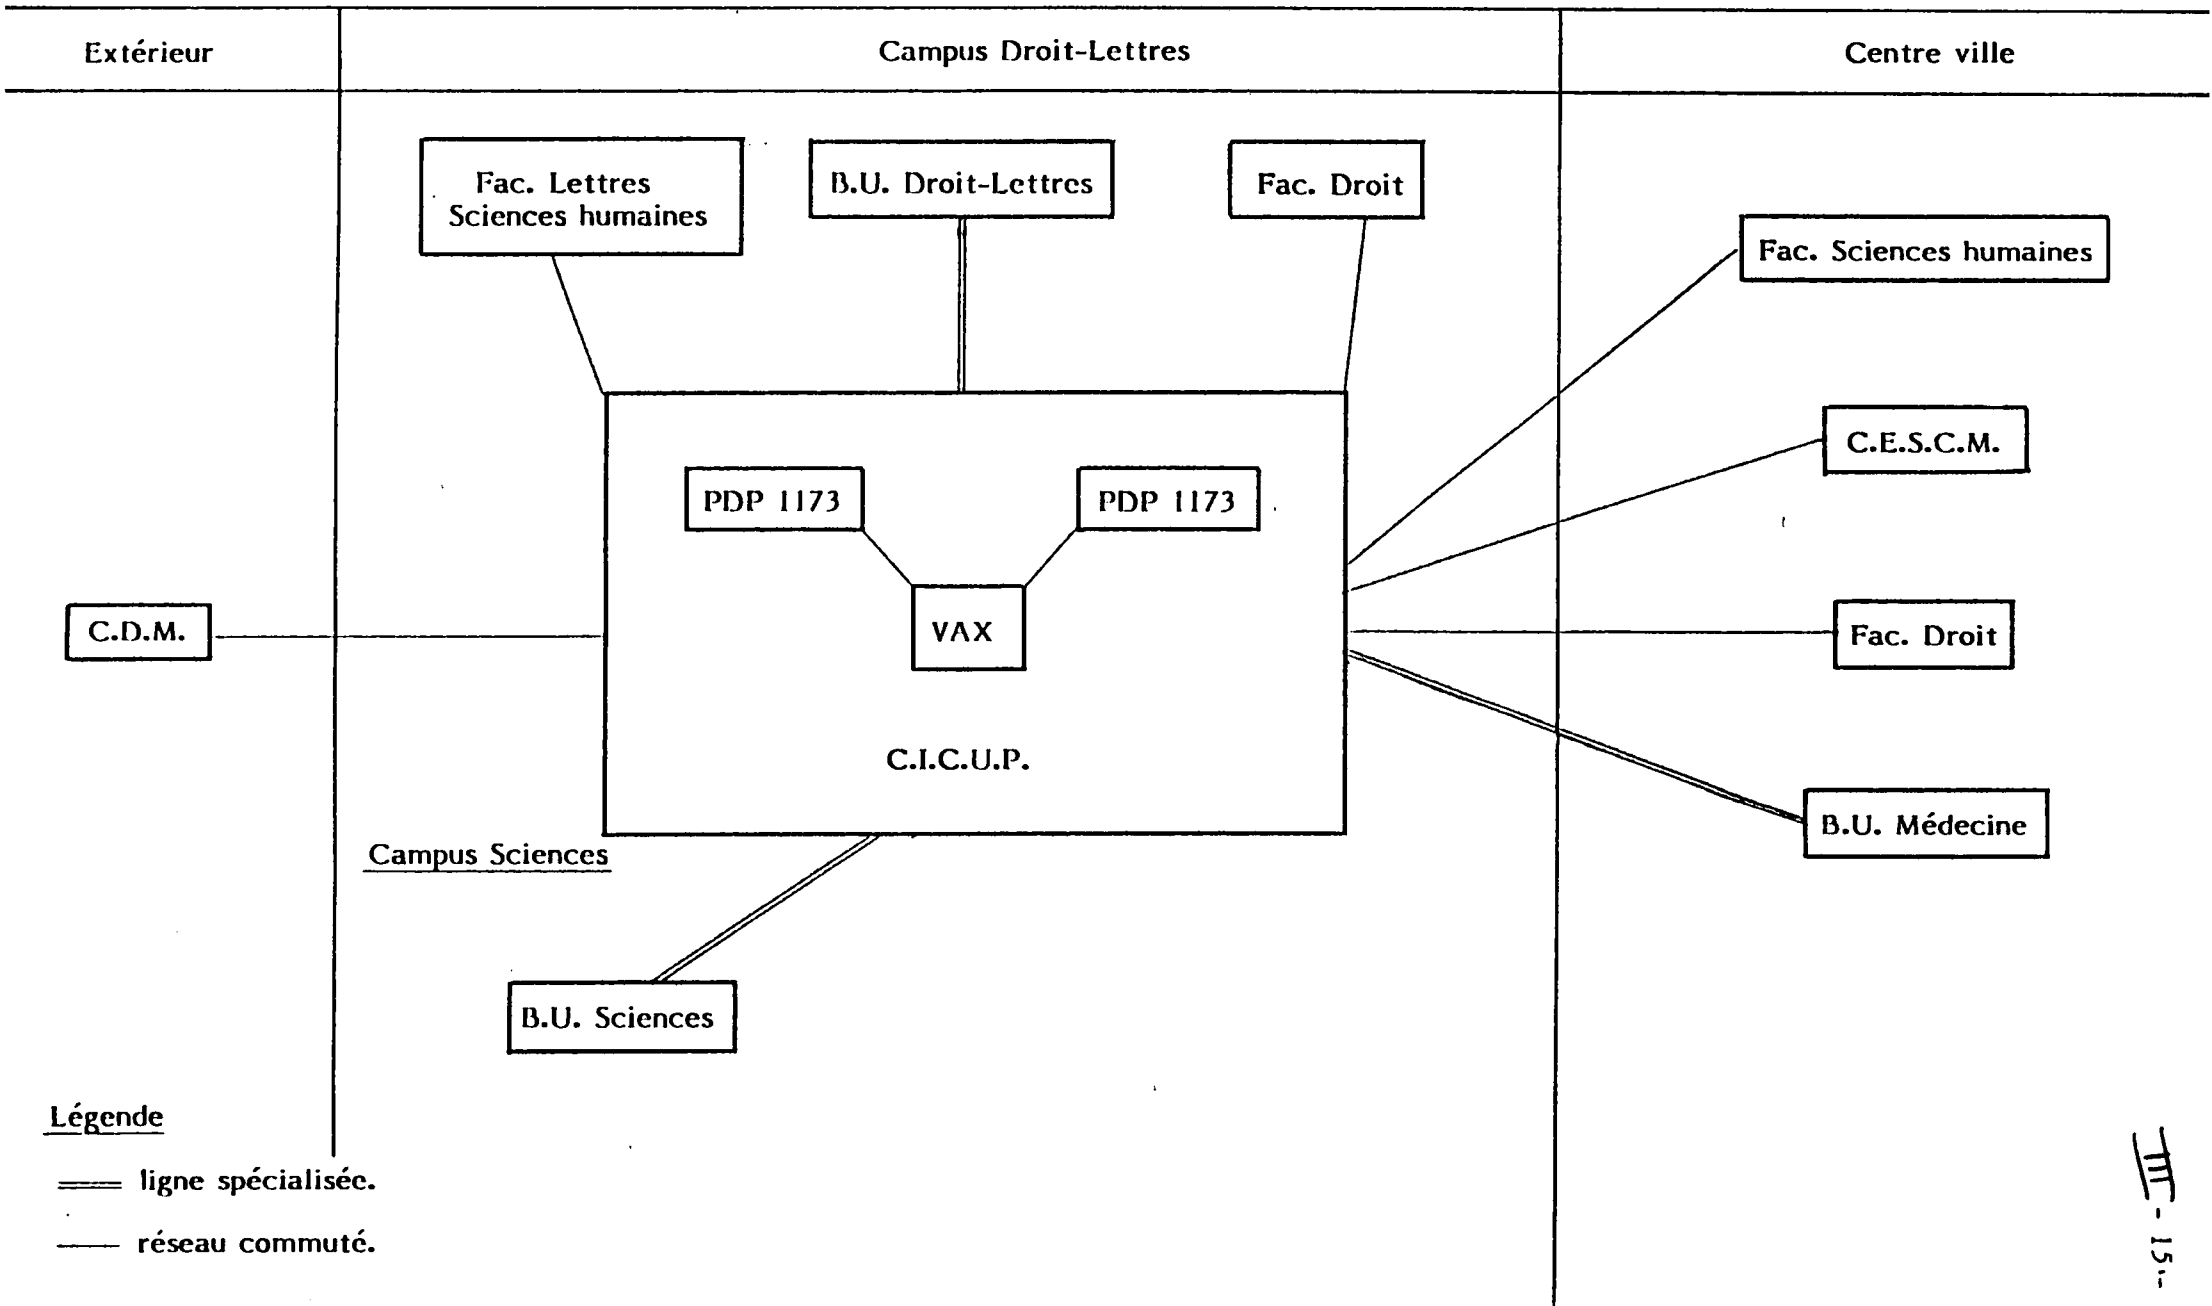 Extérieur
Campus Droit-Lettres
Centre ville
Fac. Lettres
Sciences humaines
B.U. Droit-Lettres
Fac. Droit
Fac. Sciences humaines
C.E.S.C.M.
PDP 1173
PDP 1173
C.D.M.
VAX
Fac. Droit
C.I.C.U.P.
B.U. Médecine
Campus Sciences
B.U. Sciences
Légende
ligne spécialisée.
réseau commuté.
III - 15.-